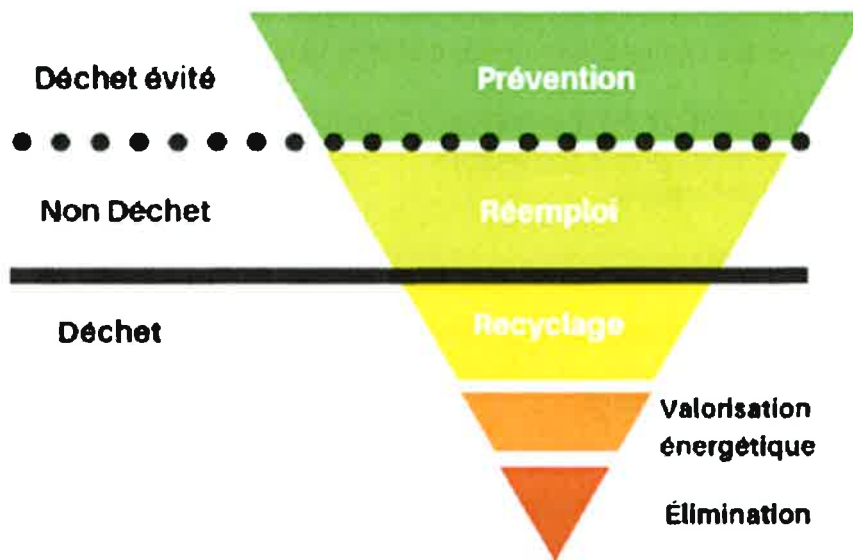 Déchet évité
Prévention
Non Déchet
Réemploi
Déchet
Recyclage
Valorisation
énergétique
Élimination